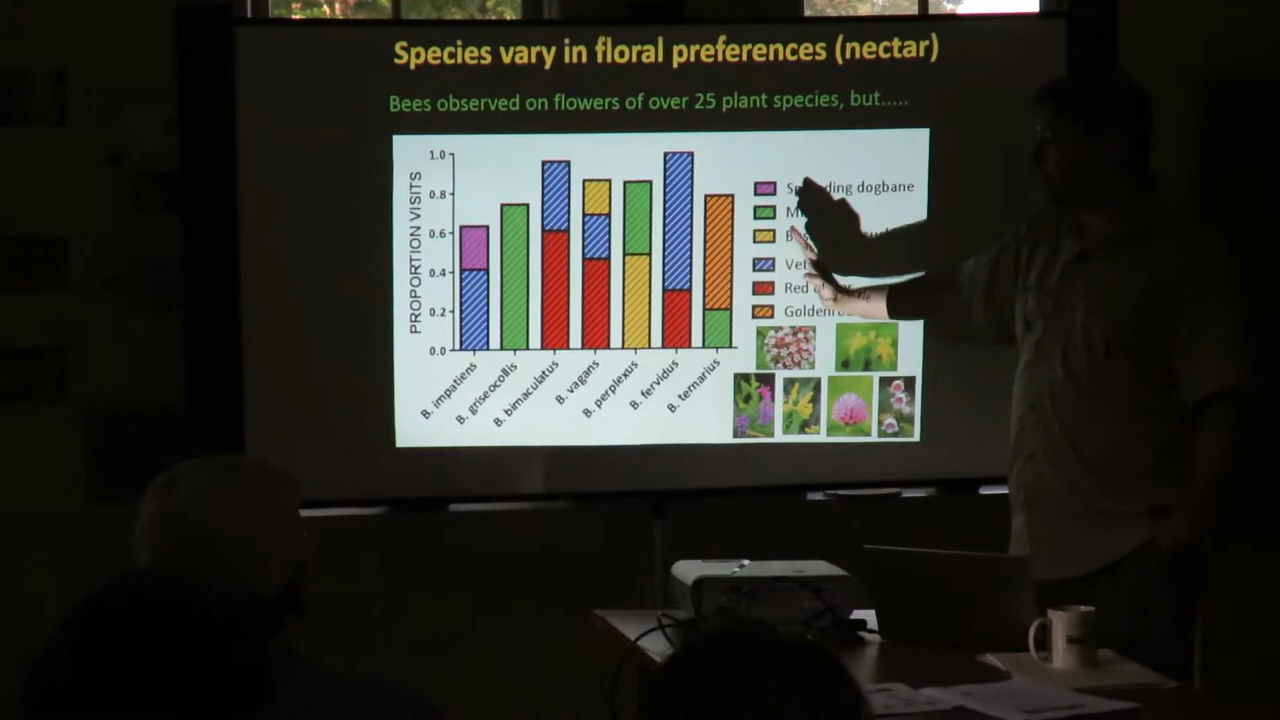 Species vary in floral preferences (nectar)
Bees observed on flowers of over 25 plant species, but.....
PROPORTION VISITS
1.0
0.8
0.6
0.4
0.2
0.0
B. impatiens
B. griseocollis
B. bimaculatus
B. vagans
B. perplexus
B. fervidus
B. ternarius
dogbane
Red